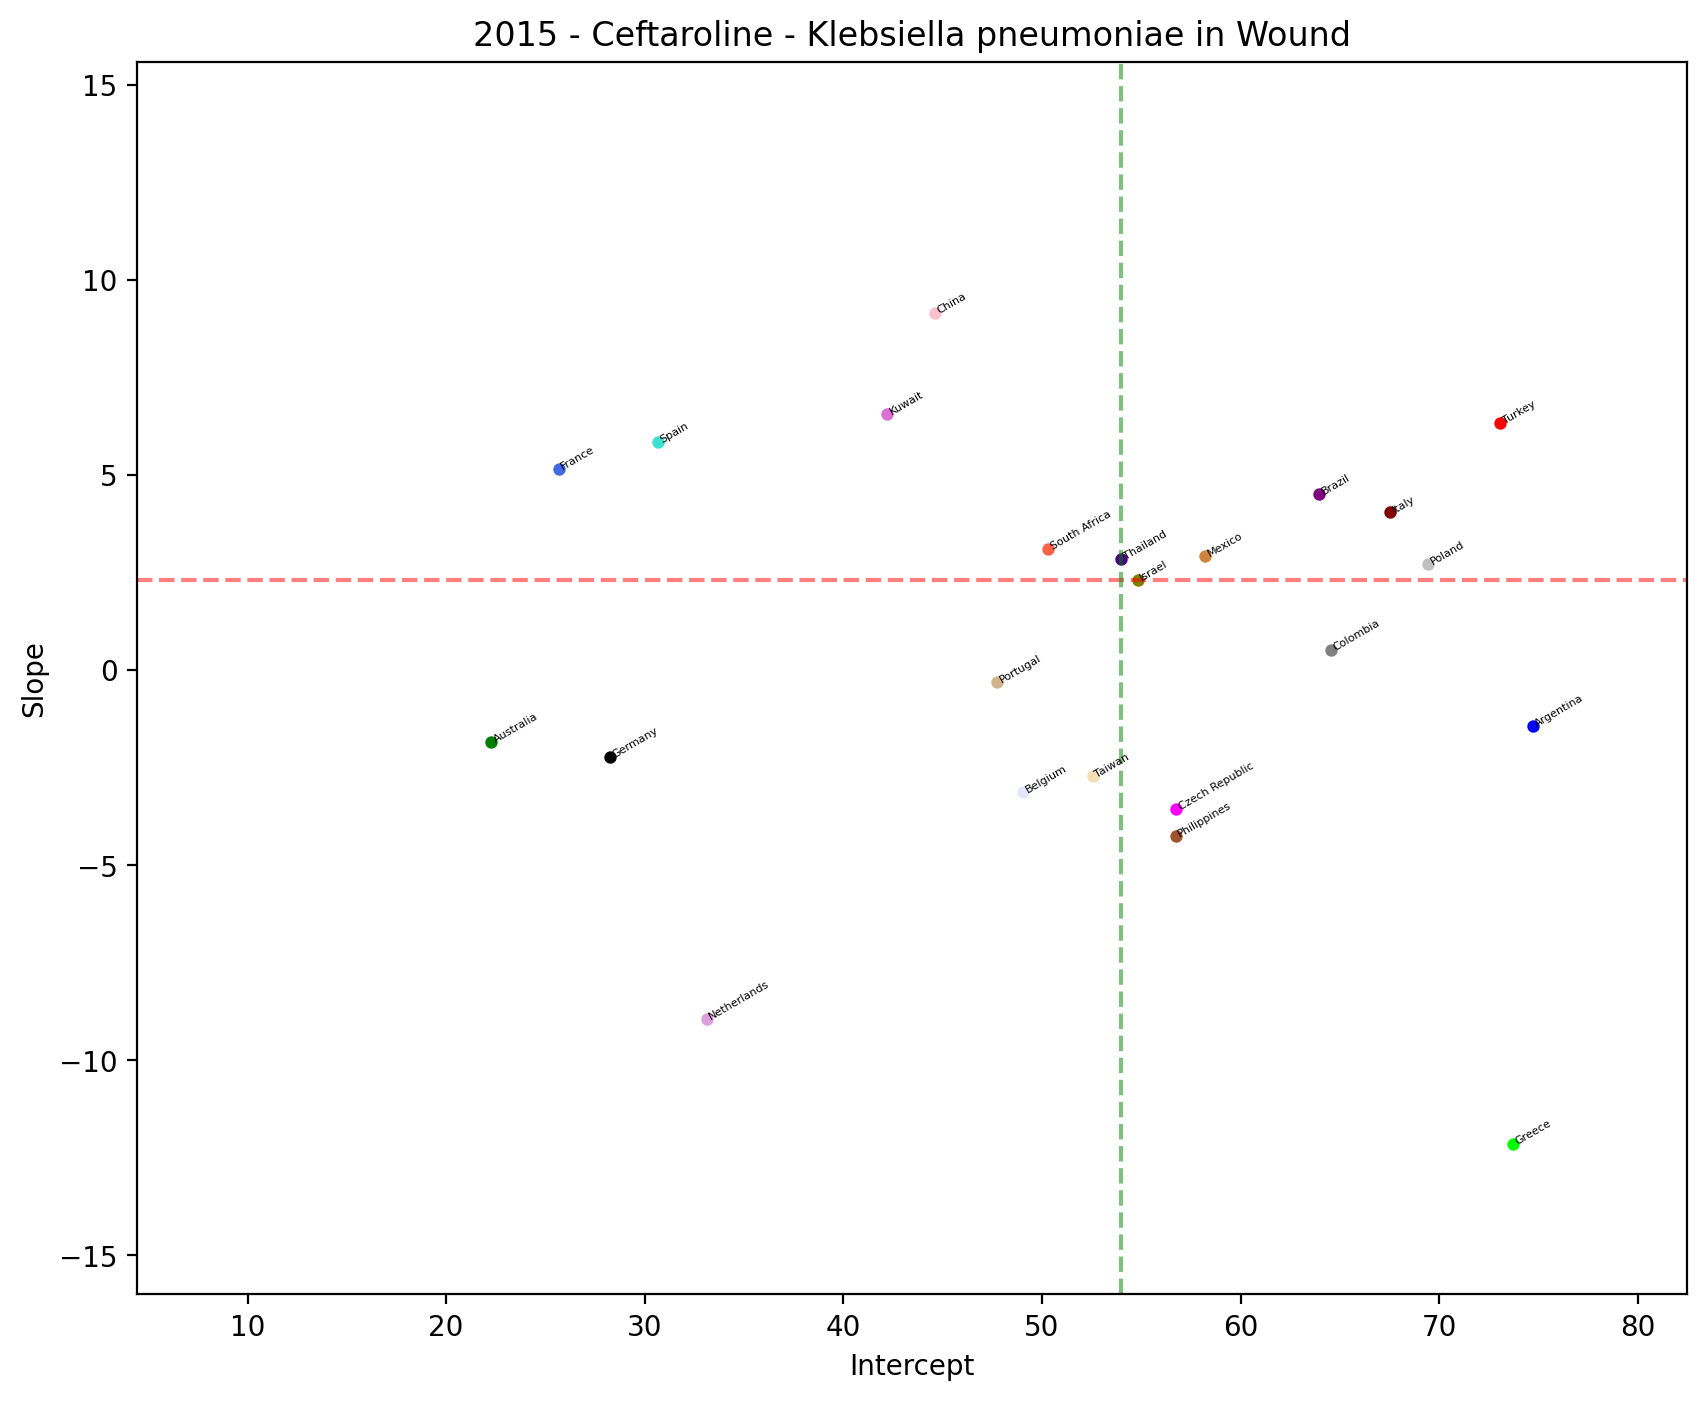 2015 - Ceftaroline - Klebsiella pneumoniae in Wound
15
10
5
0
−5
−10
−15
Slope
China
Kuwait
Turkey
Spain
France
Brazil
Italy
South Africa
Thailand
Mexico
Poland
Israel
Colombia
Portugal
Argentina
Australia
Germany
Taiwan
Belgium
Czech Republic
Philippines
Netherlands
Greece
10 20 30 40 50 60 70 80
Intercept